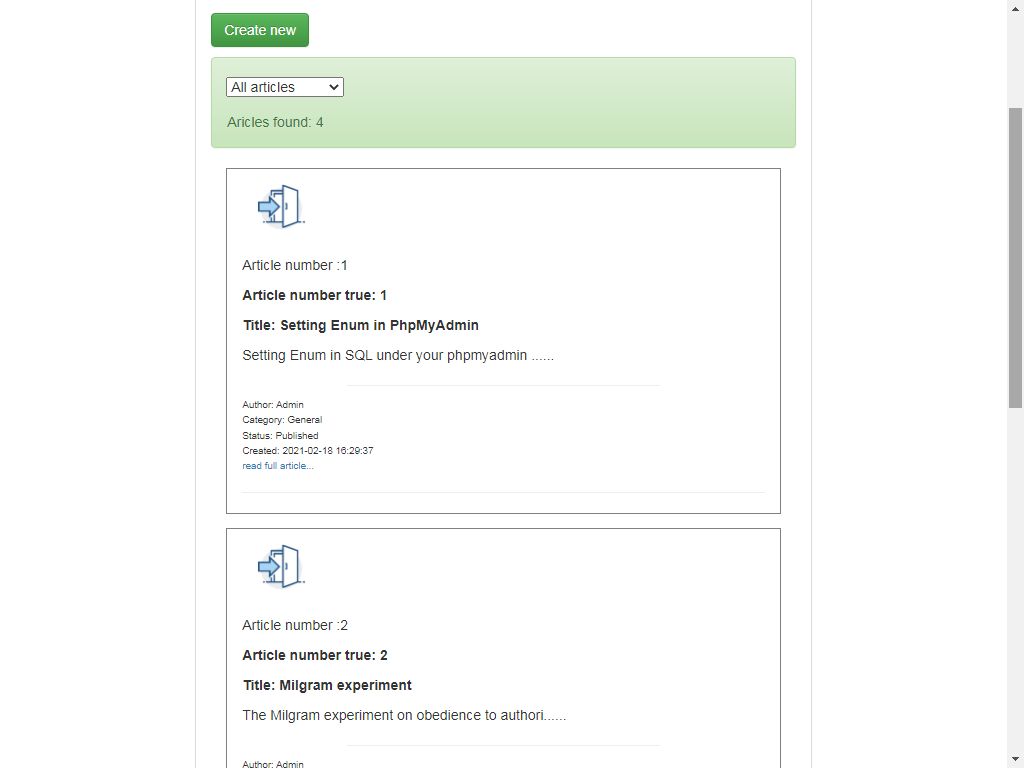 Create new
All articles
Aricles found: 4
Article number :1
Article number true: 1
Title: Setting Enum in PhpMyAdmin
Setting Enum in SQL under your phpmyadmin ......
Author: Admin
Category: General
Status: Published
Created: 2021-02-18 16:29:37
read full article...
Article number :2
Article number true: 2
Title: Milgram experiment
The Milgram experiment on obedience to authori......
Author: Admin